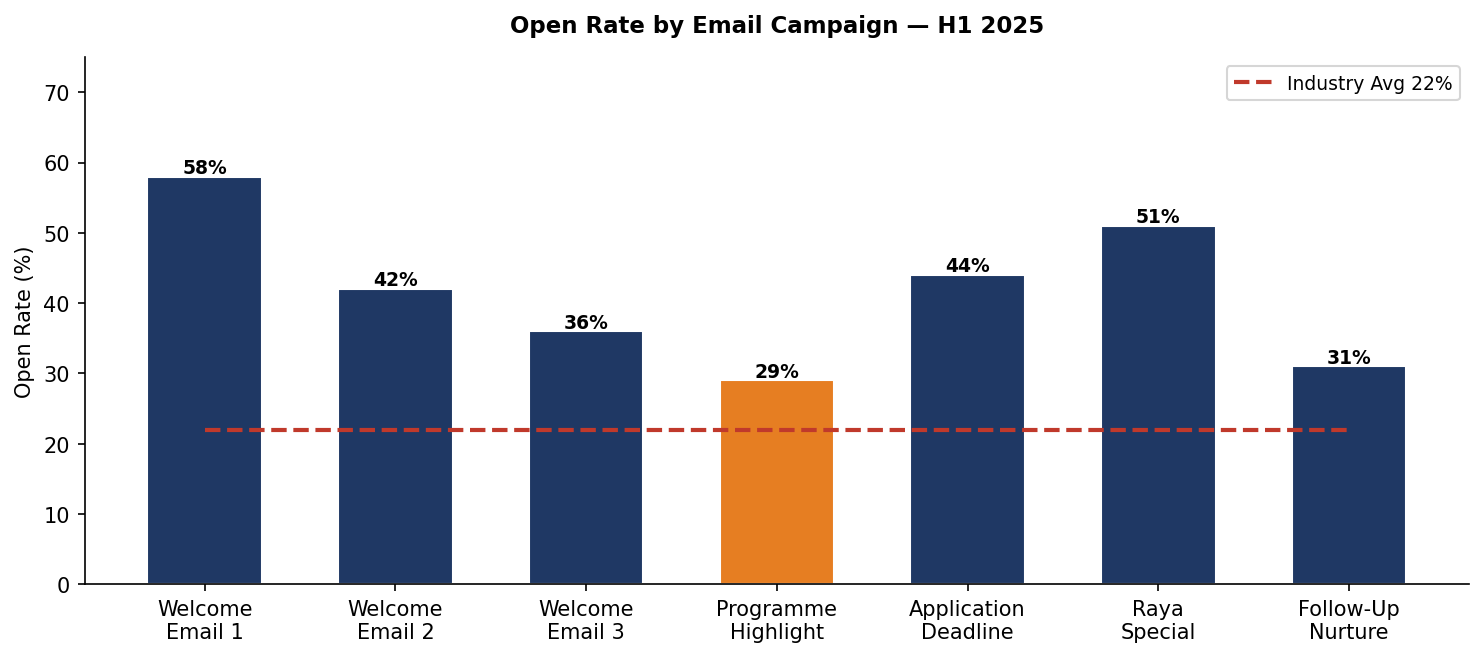 Open Rate by Email Campaign — H1 2025
Industry Avg 22%
Open Rate (%)
70
60
50
40
30
20
10
0
58%
42%
36%
29%
44%
51%
31%
Welcome
Email 1
Welcome
Email 2
Welcome
Email 3
Programme
Highlight
Application
Deadline
Raya
Special
Follow-Up
Nurture